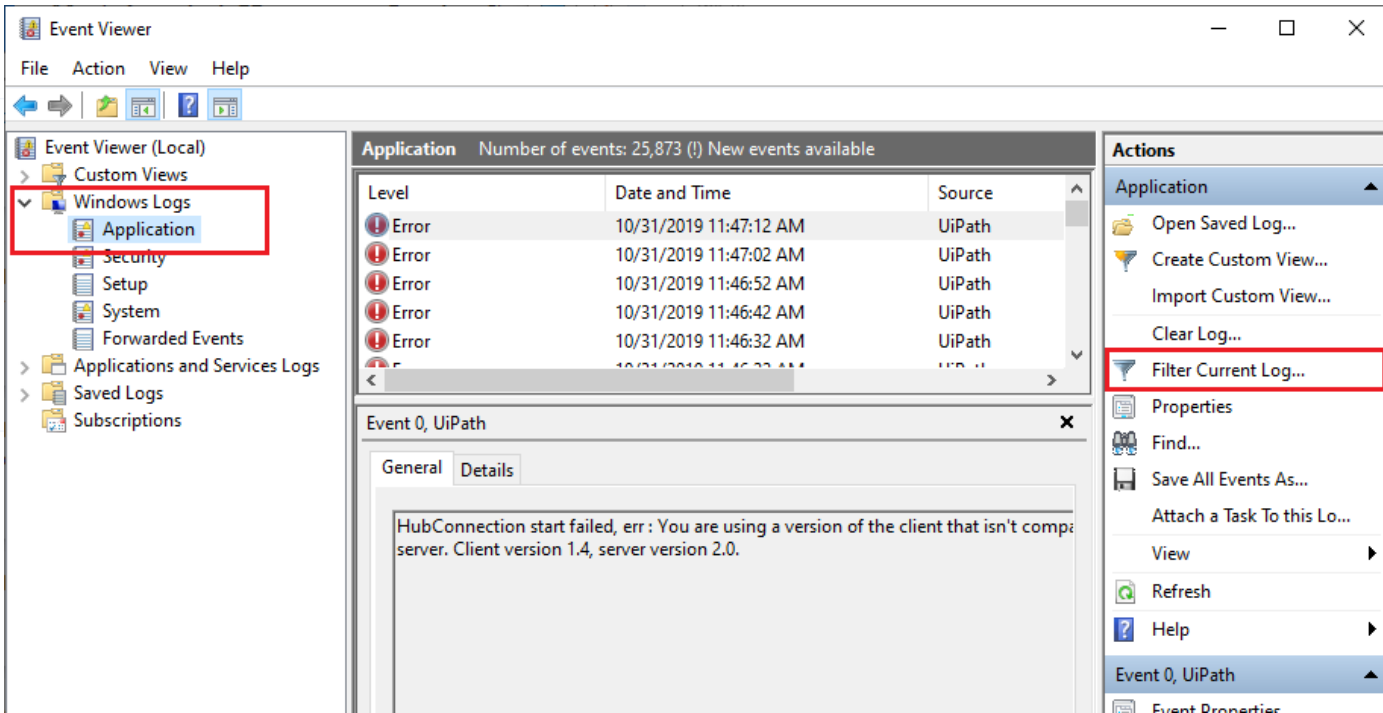 Event Viewer
File Action View Help
Event Viewer (Local)
Custom Views
Windows Logs
Application
Security
Setup
System
Forwarded Events
Applications and Services Logs
Saved Logs
Subscriptions
Application Number of events: 25,873 (!) New events available
Level Date and Time Source
Error 10/31/2019 11:47:12 AM UiPath
Error 10/31/2019 11:47:02 AM UiPath
Error 10/31/2019 11:46:52 AM UiPath
Error 10/31/2019 11:46:42 AM UiPath
Error 10/31/2019 11:46:32 AM UiPath
Event 0, UiPath
General Details
HubConnection start failed, err : You are using a version of the client that isn't compa
server. Client version 1.4, server version 2.0.
Actions
Application
Open Saved Log...
Create Custom View...
Import Custom View...
Clear Log...
Filter Current Log...
Properties
Find...
Save All Events As...
Attach a Task To this Lo...
View
Refresh
Help
Event 0, UiPath
Event Properties